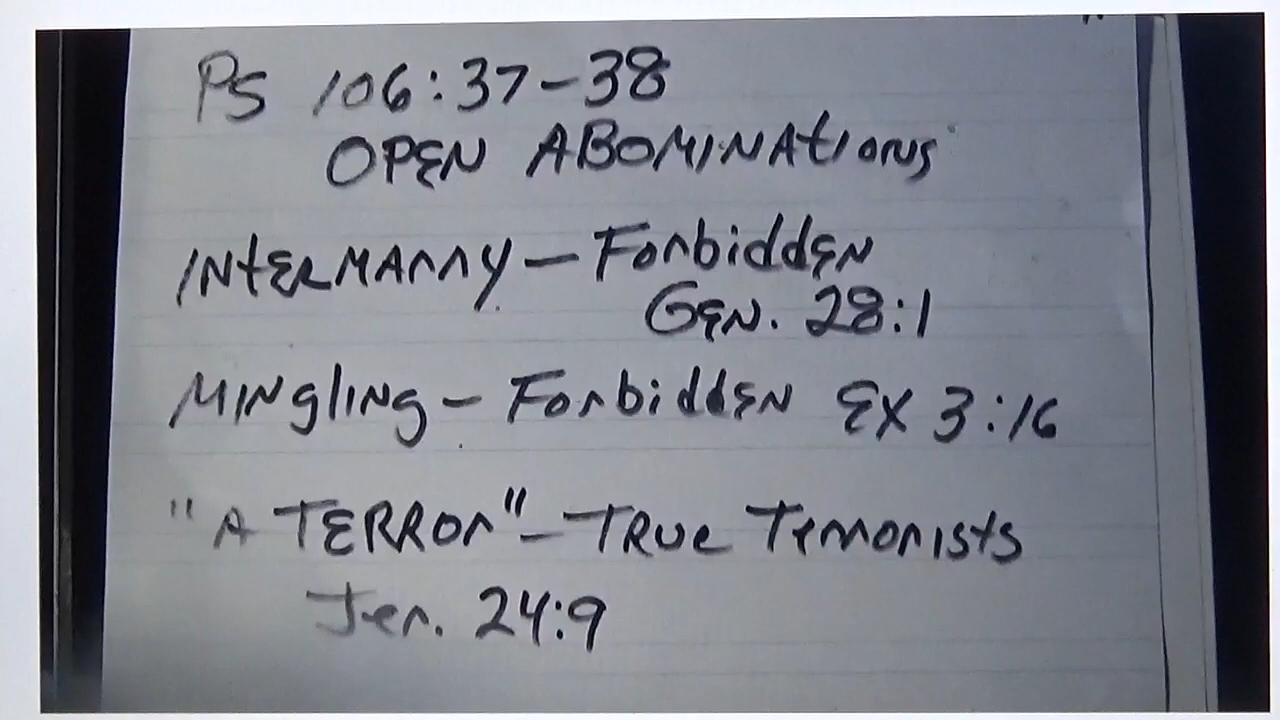 PS 106:37-38
OPEN ABOMINAtIONS
INtERMARRY - Forbidden
GEN. 28:1
MINglINg - Forbidden EX 3:16
"A TERROR" - TRUE Terrorists
Jer. 24:9